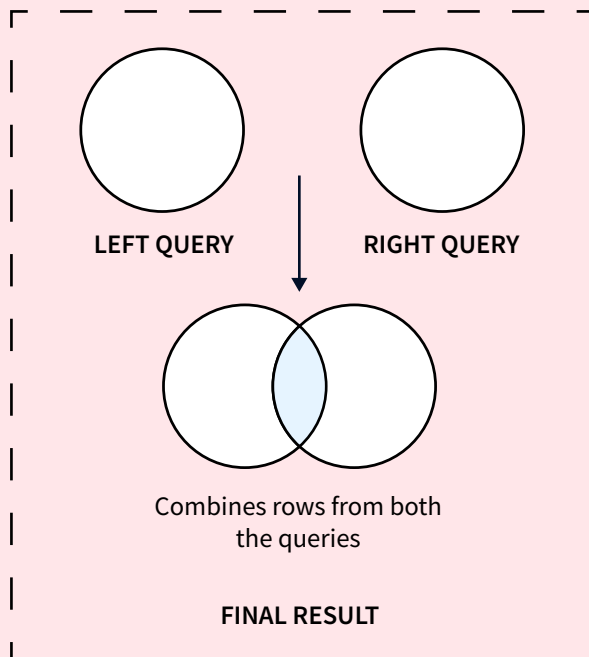 LEFT QUERY
RIGHT QUERY
Combines rows from both
the queries
FINAL RESULT